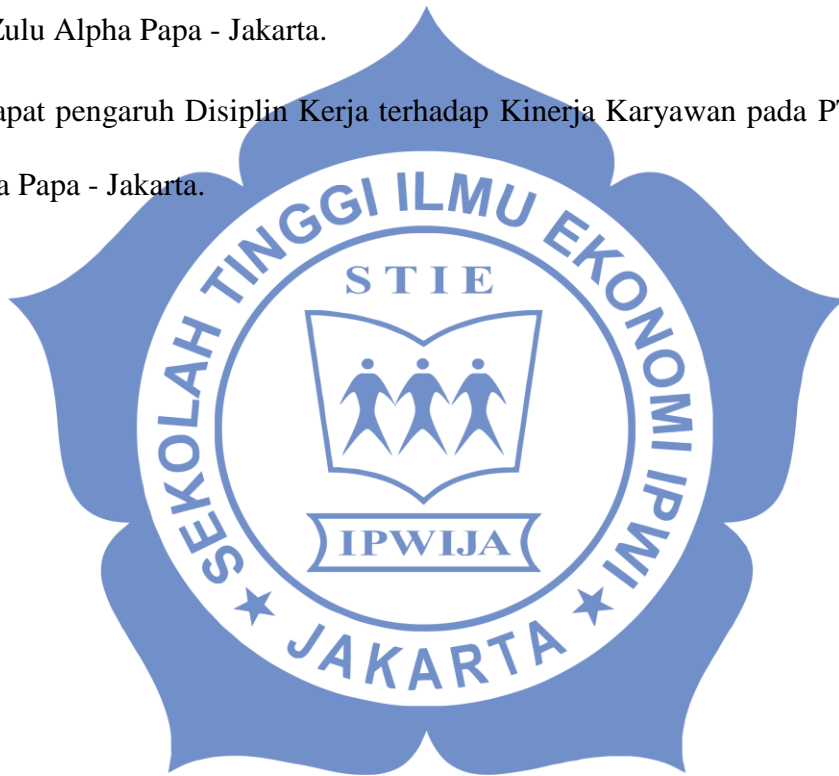 Zulu Alpha Papa - Jakarta.
apat pengaruh Disiplin Kerja terhadap Kinerja Karyawan pada PT
a Papa - Jakarta.
SEKOLAH TINGGI ILMU EKONOMI IPWI
STIE
IPWIJA
★ JAKARTA ★